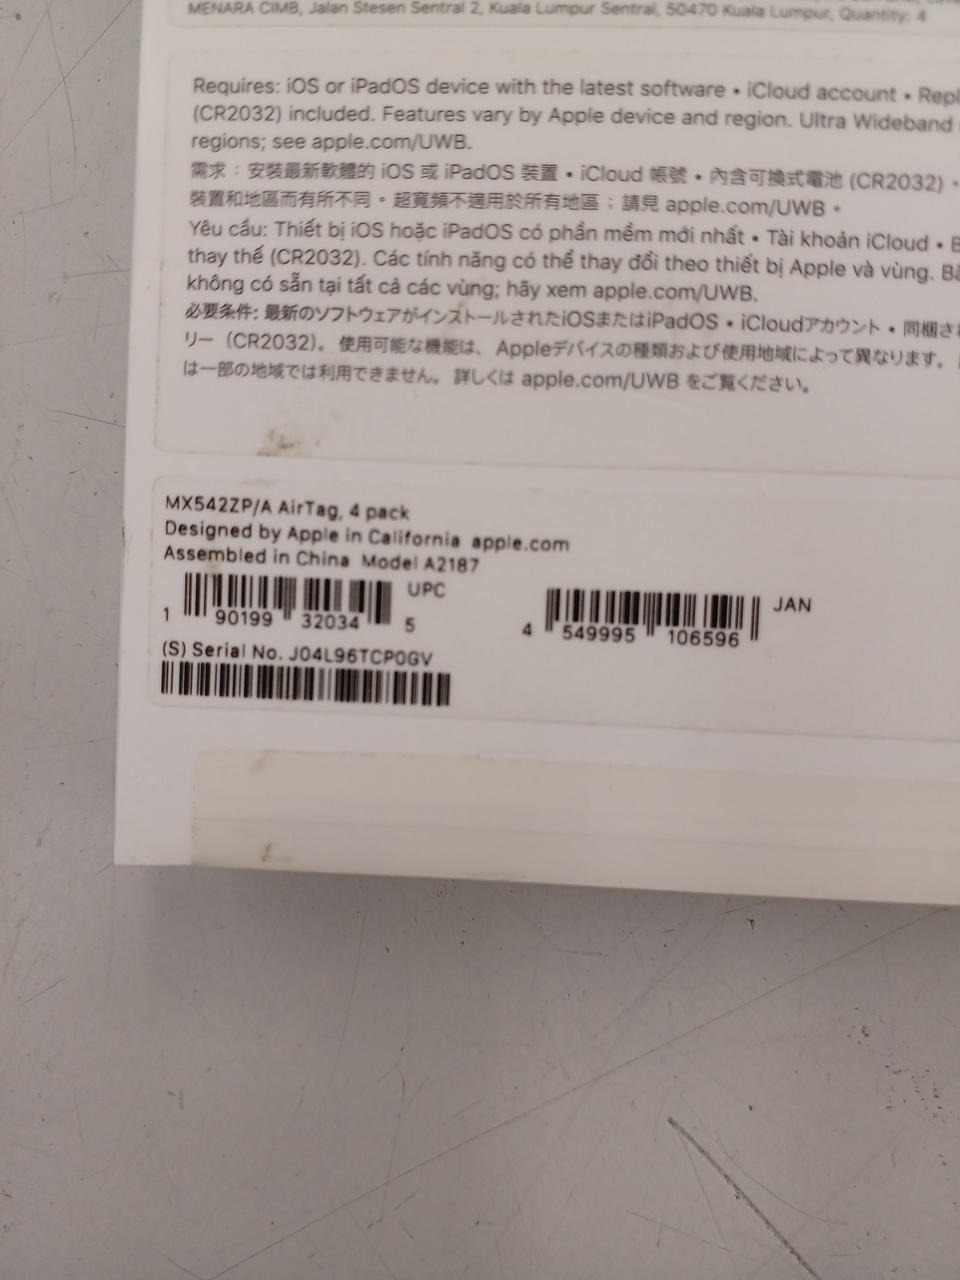 MENARA CIMB, Jalan Stesen Sentral 2, Kuala Lumpur Sentral, 50470 Kuala Lumpur, Quantity: 4
Requires: iOS or iPadOS device with the latest software • iCloud account • Repl
(CR2032) included. Features vary by Apple device and region. Ultra Wideband
regions; see apple.com/UWB.
需求：安裝最新軟體的 iOS 或 iPadOS 裝置 • iCloud 帳號 • 內含可換式電池 (CR2032) •
裝置和地區而有所不同。超寬頻不適用於所有地區；請見 apple.com/UWB。
Yêu cầu: Thiết bị iOS hoặc iPadOS có phần mềm mới nhất • Tài khoản iCloud •
thay thế (CR2032). Các tính năng có thể thay đổi theo thiết bị Apple và vùng.
không có sẵn tại tất cả các vùng; hãy xem apple.com/UWB.
必要条件: 最新のソフトウェアがインストールされたiOSまたはiPadOS • iCloudアカウント • 同梱さ
リー（CR2032）。使用可能な機能は、Appleデバイスの種類および使用地域によって異なります。
は一部の地域では利用できません。詳しくは apple.com/UWB をご覧ください。
MX542ZP/A AirTag, 4 pack
Designed by Apple in California apple.com
Assembled in China Model A2187
UPC
1 90199 32034 5
JAN
4 549995 106596
(S) Serial No. J04L96TCP0GV